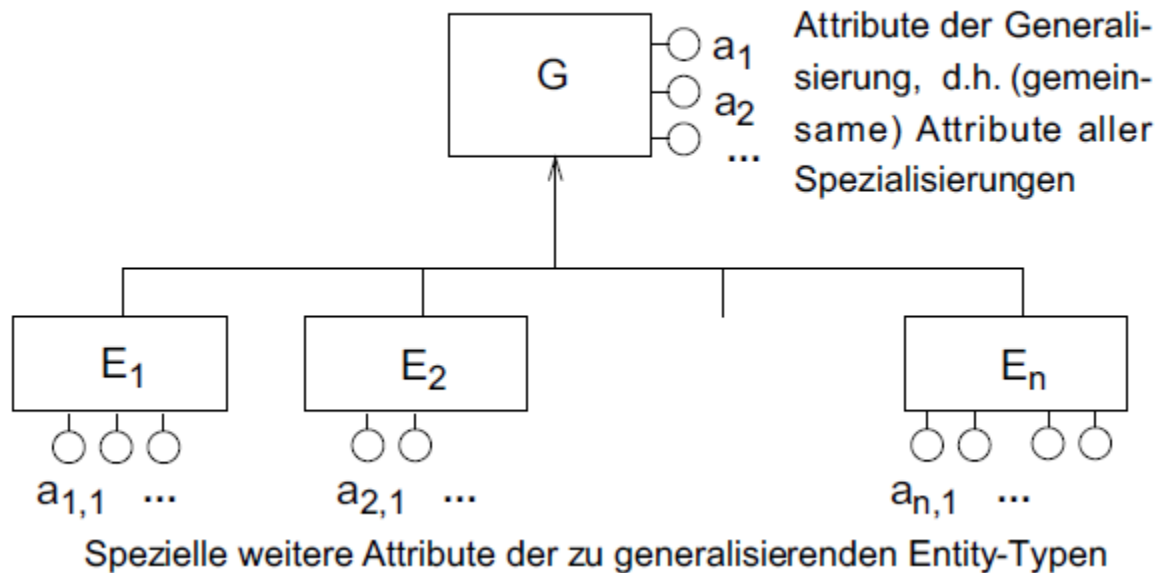 G
a1
a2
...
Attribute der Generali-
sierung, d.h. (gemein-
same) Attribute aller
Spezialisierungen
E1
E2
En
a1,1 ...
a2,1 ...
an,1 ...
Spezielle weitere Attribute der zu generalisierenden Entity-Typen